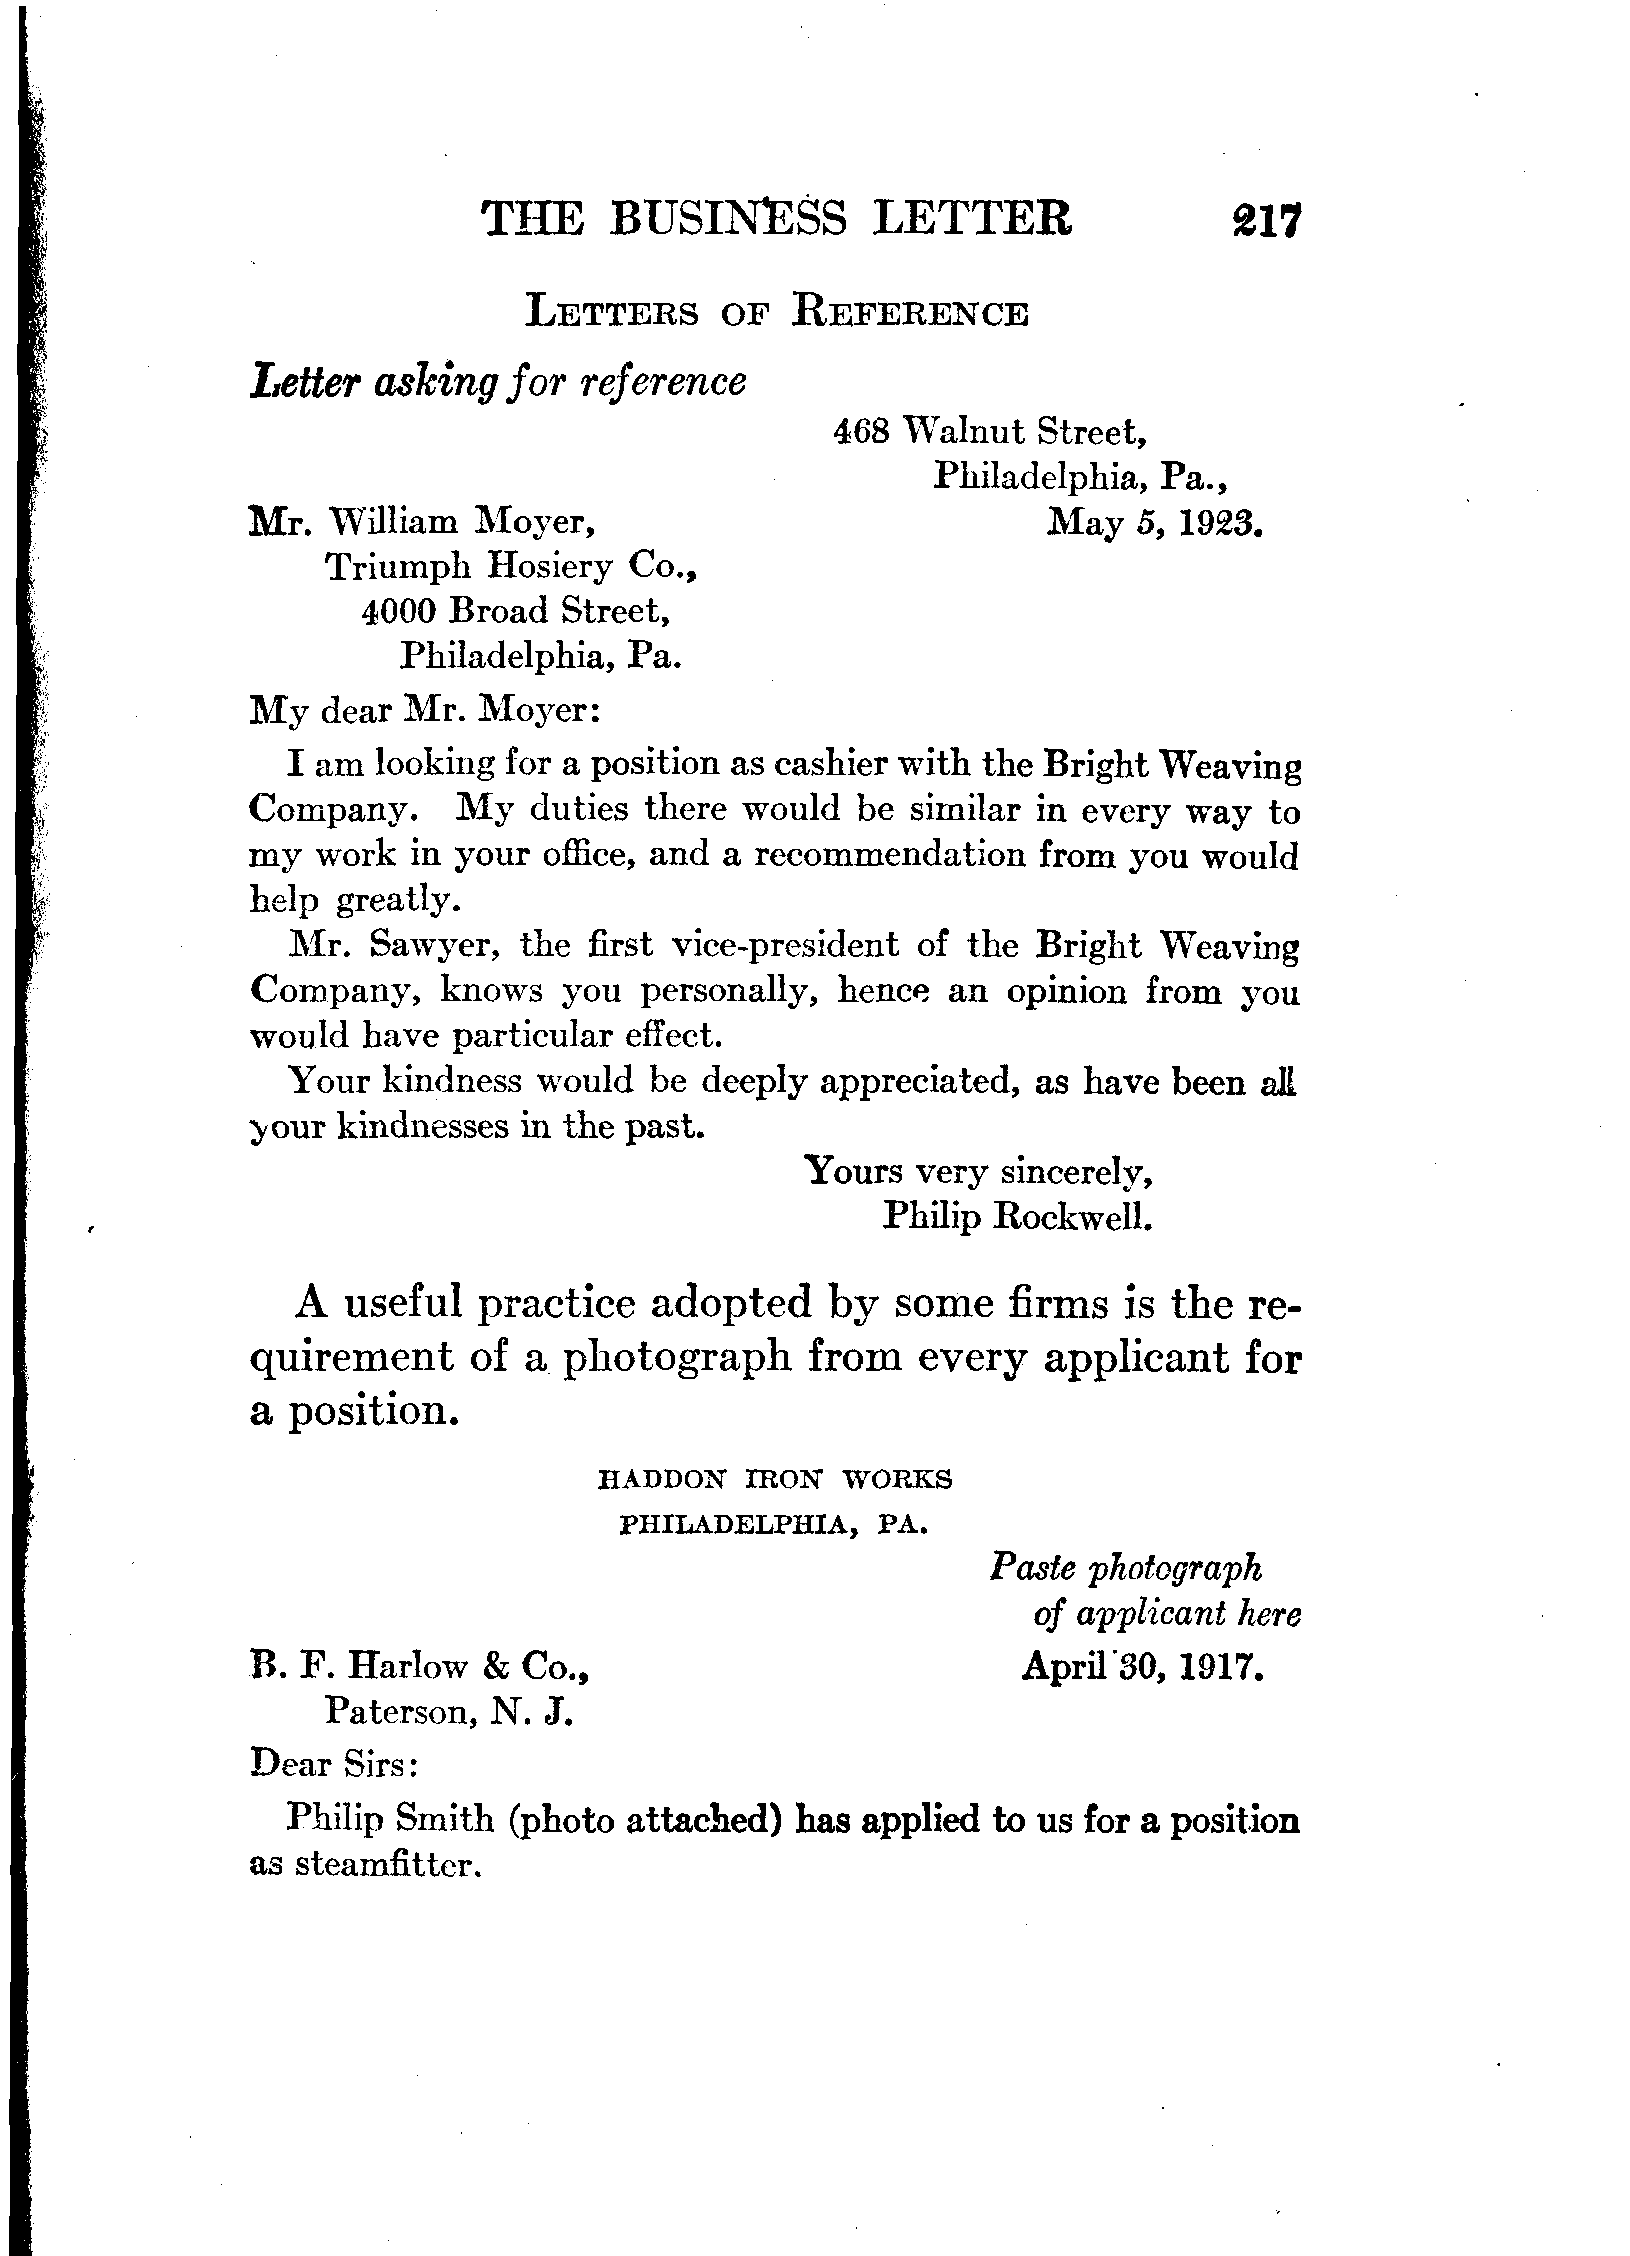 THE BUSINESS LETTER 217
LETTERS OF REFERENCE
Letter asking for reference
468 Walnut Street,
Philadelphia, Pa.,
Mr. William Moyer, May 5, 1923.
Triumph Hosiery Co.,
4000 Broad Street,
Philadelphia, Pa.
My dear Mr. Moyer:
I am looking for a position as cashier with the Bright Weaving
Company. My duties there would be similar in every way to
my work in your office, and a recommendation from you would
help greatly.
Mr. Sawyer, the first vice-president of the Bright Weaving
Company, knows you personally, hence an opinion from you
would have particular effect.
Your kindness would be deeply appreciated, as have been all
your kindnesses in the past.
Yours very sincerely,
Philip Rockwell.
A useful practice adopted by some firms is the re-
quirement of a photograph from every applicant for
a position.
HADDON IRON WORKS
PHILADELPHIA, PA.
Paste photograph
of applicant here
B. F. Harlow & Co., April 30, 1917.
Paterson, N. J.
Dear Sirs:
Philip Smith (photo attached) has applied to us for a position
as steamfitter.